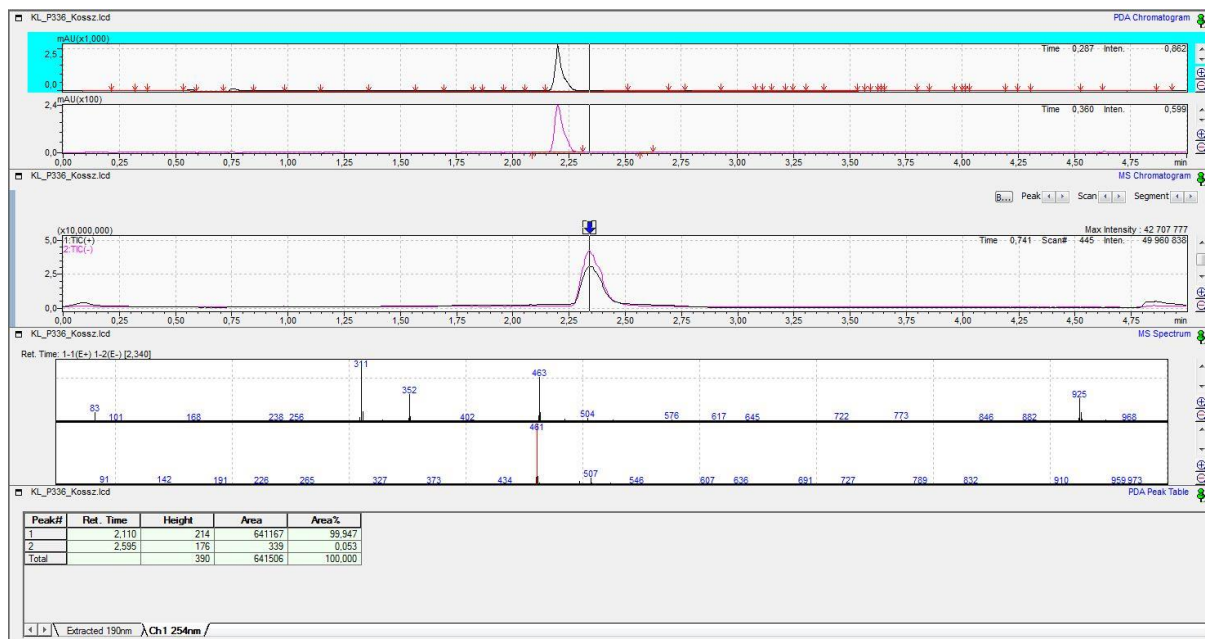 KL_P336_Kossz.lcd PDA Chromatogram
mAU(x1,000)
2,5
0,0
Time 0,287 Inten. 0,862
mAU(x100)
2,4
0,0
Time 0,360 Inten. 0,599
0,00 0,25 0,50 0,75 1,00 1,25 1,50 1,75 2,00 2,25 2,50 2,75 3,00 3,25 3,50 3,75 4,00 4,25 4,50 4,75 min
KL_P336_Kossz.lcd MS Chromatogram
B... Peak Scan Segment
(x10,000,000) Max Intensity : 42 707 777
5,0 1:TIC(+) Time 0,741 Scan# 445 Inten. 49 960 838
2:TIC(-)
2,5
0,0
0,00 0,25 0,50 0,75 1,00 1,25 1,50 1,75 2,00 2,25 2,50 2,75 3,00 3,25 3,50 3,75 4,00 4,25 4,50 4,75 min
KL_P336_Kossz.lcd MS Spectrum
Ret. Time: 1-1(E+) 1-2(E-) [2,340]
83 101 168 238 256 311 352 402 463 504 576 617 645 722 773 846 882 925 968
91 142 191 226 265 327 373 434 461 507 546 607 636 691 727 789 832 910 959 973
KL_P336_Kossz.lcd PDA Peak Table
Peak# Ret. Time Height Area Area%
1 2,110 214 641167 99,947
2 2,595 176 339 0,053
Total 390 641506 100,000
Extracted 190nm Ch1 254nm